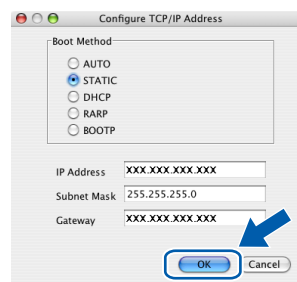 Configure TCP/IP Address
Boot Method
AUTO
STATIC
DHCP
RARP
BOOTP
IP Address XXX.XXX.XXX.XXX
Subnet Mask 255.255.255.0
Gateway XXX.XXX.XXX.XXX
OK Cancel